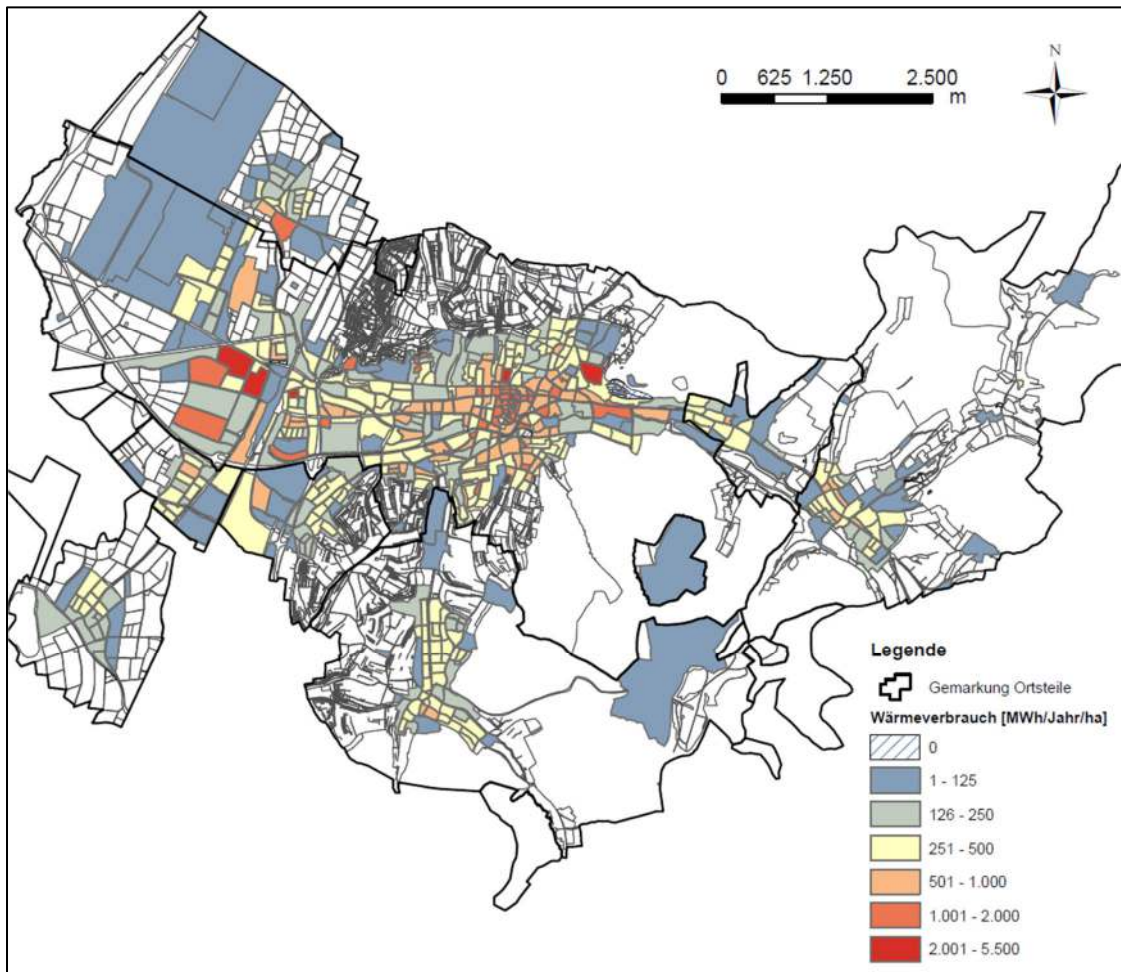 N
0 625 1.250 2.500
m
Legende
Gemarkung Ortsteile
Wärmeverbrauch [MWh/Jahr/ha]
0
1 - 125
126 - 250
251 - 500
501 - 1.000
1.001 - 2.000
2.001 - 5.500